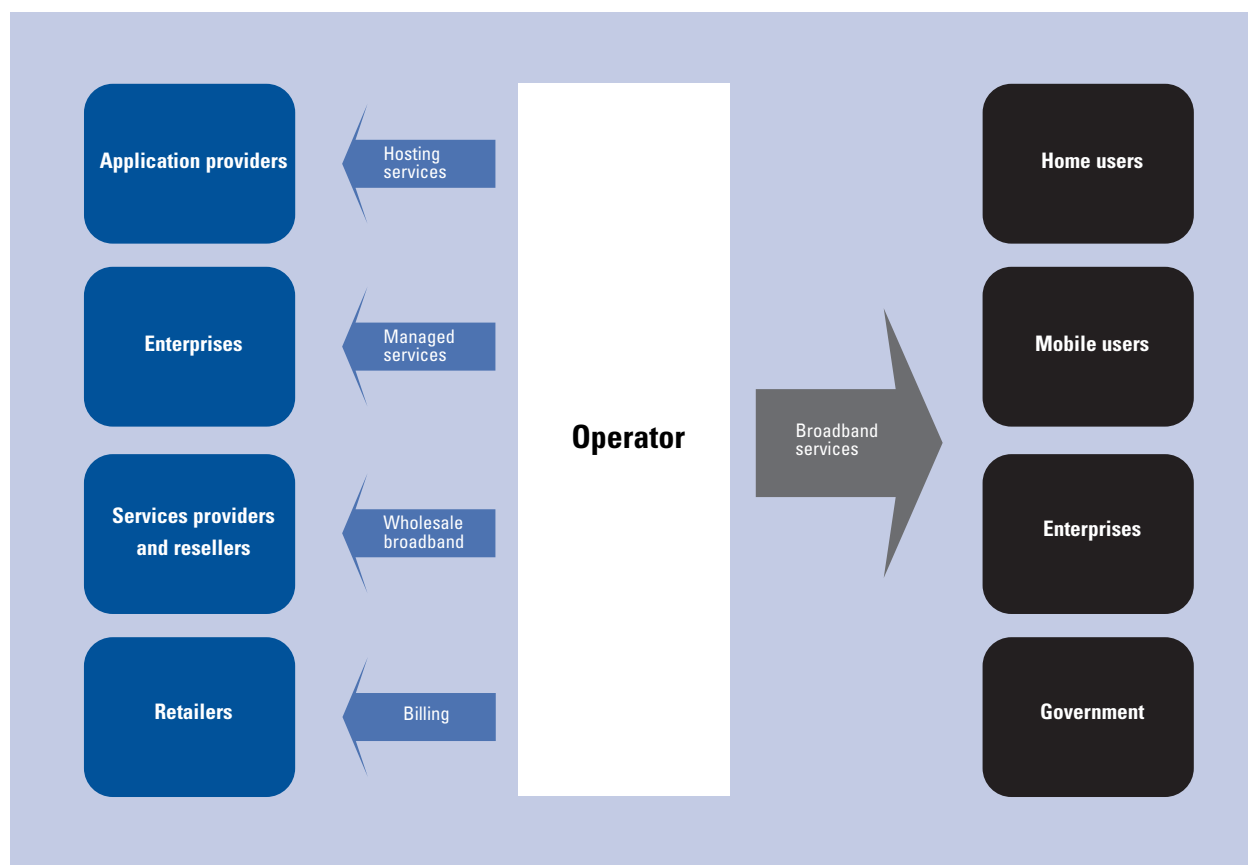 Application providers
Hosting
services
Home users
Enterprises
Managed
services
Mobile users
Operator
Broadband
services
Services providers
and resellers
Wholesale
broadband
Enterprises
Retailers
Billing
Government